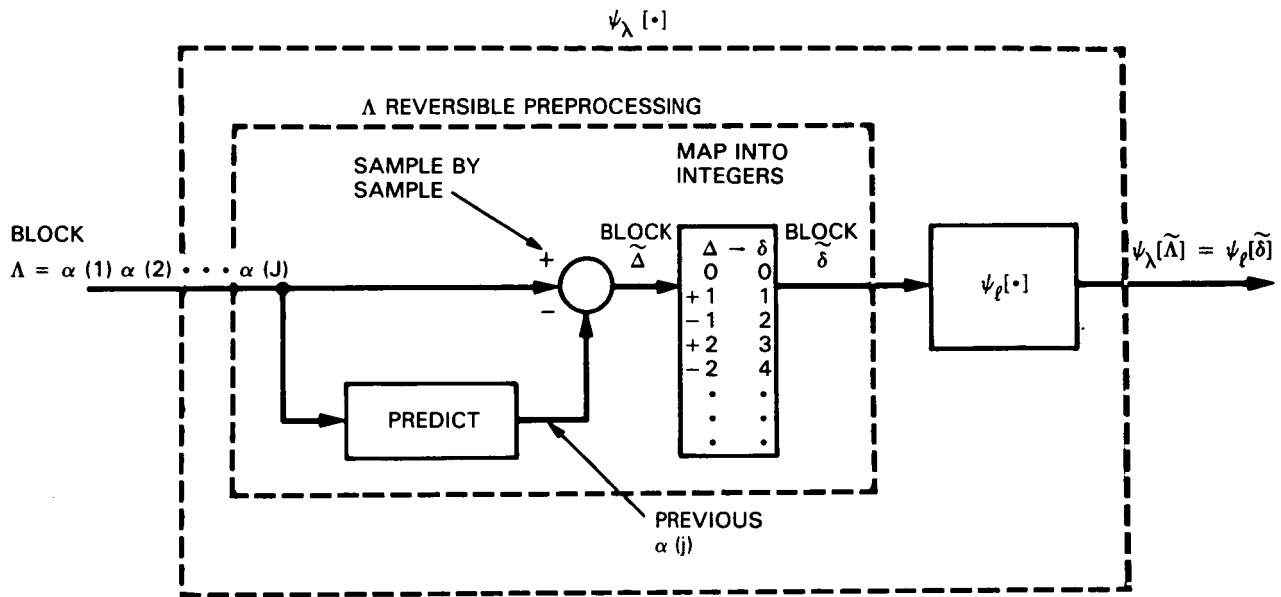 ψλ [•]
Λ REVERSIBLE PREPROCESSING
SAMPLE BY
SAMPLE
MAP INTO
INTEGERS
BLOCK
Λ = α (1) α (2) • • • α (J)
+
−
BLOCK
Δ̃
Δ → δ
0 0
+ 1 1
− 1 2
+ 2 3
− 2 4
• •
• •
• •
BLOCK
δ̃
ψℓ[•]
ψλ[Λ̃] = ψℓ[δ̃]
PREDICT
PREVIOUS
α (j)